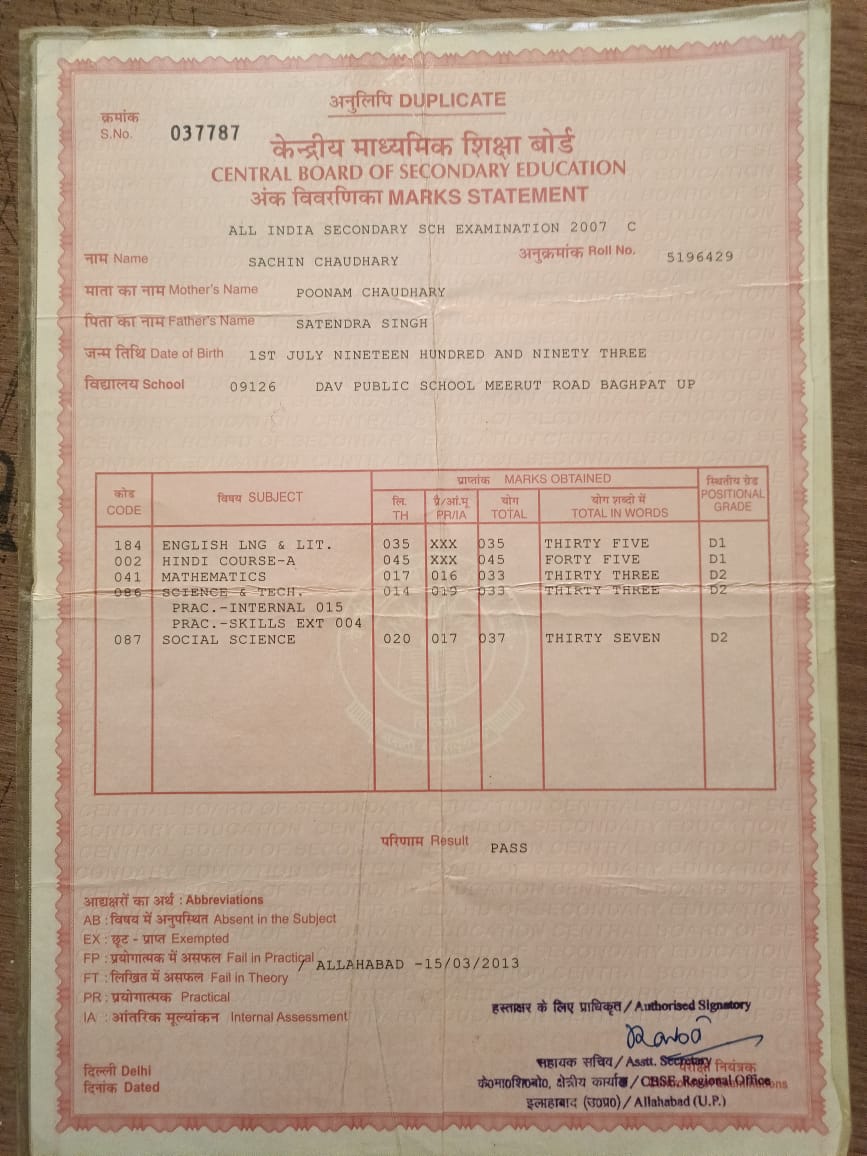 अनुलिपि DUPLICATE
क्रमांक
S.No. 037787
केन्द्रीय माध्यमिक शिक्षा बोर्ड
CENTRAL BOARD OF SECONDARY EDUCATION
अंक विवरणिका MARKS STATEMENT
ALL INDIA SECONDARY SCH EXAMINATION 2007 C
नाम Name SACHIN CHAUDHARY अनुक्रमांक Roll No. 5196429
माता का नाम Mother's Name POONAM CHAUDHARY
पिता का नाम Father's Name SATENDRA SINGH
जन्म तिथि Date of Birth 1ST JULY NINETEEN HUNDRED AND NINETY THREE
विद्यालय School 09126 DAV PUBLIC SCHOOL MEERUT ROAD BAGHPAT UP
प्राप्तांक MARKS OBTAINED
कोड विषय SUBJECT लि. प्रै/आं.मू योग योग शब्दो में स्थितीय ग्रेड
CODE TH PR/IA TOTAL TOTAL IN WORDS POSITIONAL GRADE
184 ENGLISH LNG & LIT. 035 XXX 035 THIRTY FIVE D1
002 HINDI COURSE-A 045 XXX 045 FORTY FIVE D1
041 MATHEMATICS 017 016 033 THIRTY THREE D2
086 SCIENCE & TECH. 014 019 033 THIRTY THREE D2
PRAC.-INTERNAL 015
PRAC.-SKILLS EXT 004
087 SOCIAL SCIENCE 020 017 037 THIRTY SEVEN D2
परिणाम Result PASS
आद्यक्षरों का अर्थ : Abbreviations
AB : विषय में अनुपस्थित Absent in the Subject
EX : छूट - प्राप्त Exempted
FP : प्रयोगात्मक में असफल Fail in Practical
/ ALLAHABAD -15/03/2013
FT : लिखित में असफल Fail in Theory
PR : प्रयोगात्मक Practical
IA : आंतरिक मूल्यांकन Internal Assessment
हस्ताक्षर के लिए प्राधिकृत / Authorised Signatory
सहायक सचिव / Asstt. Secretary
परीक्षा नियंत्रक
के०मा०शि०बो०, क्षेत्रीय कार्या० / CBSE, Regional Office
इलाहाबाद (उ०प्र०) / Allahabad (U.P.)
दिल्ली Delhi
दिनांक Dated